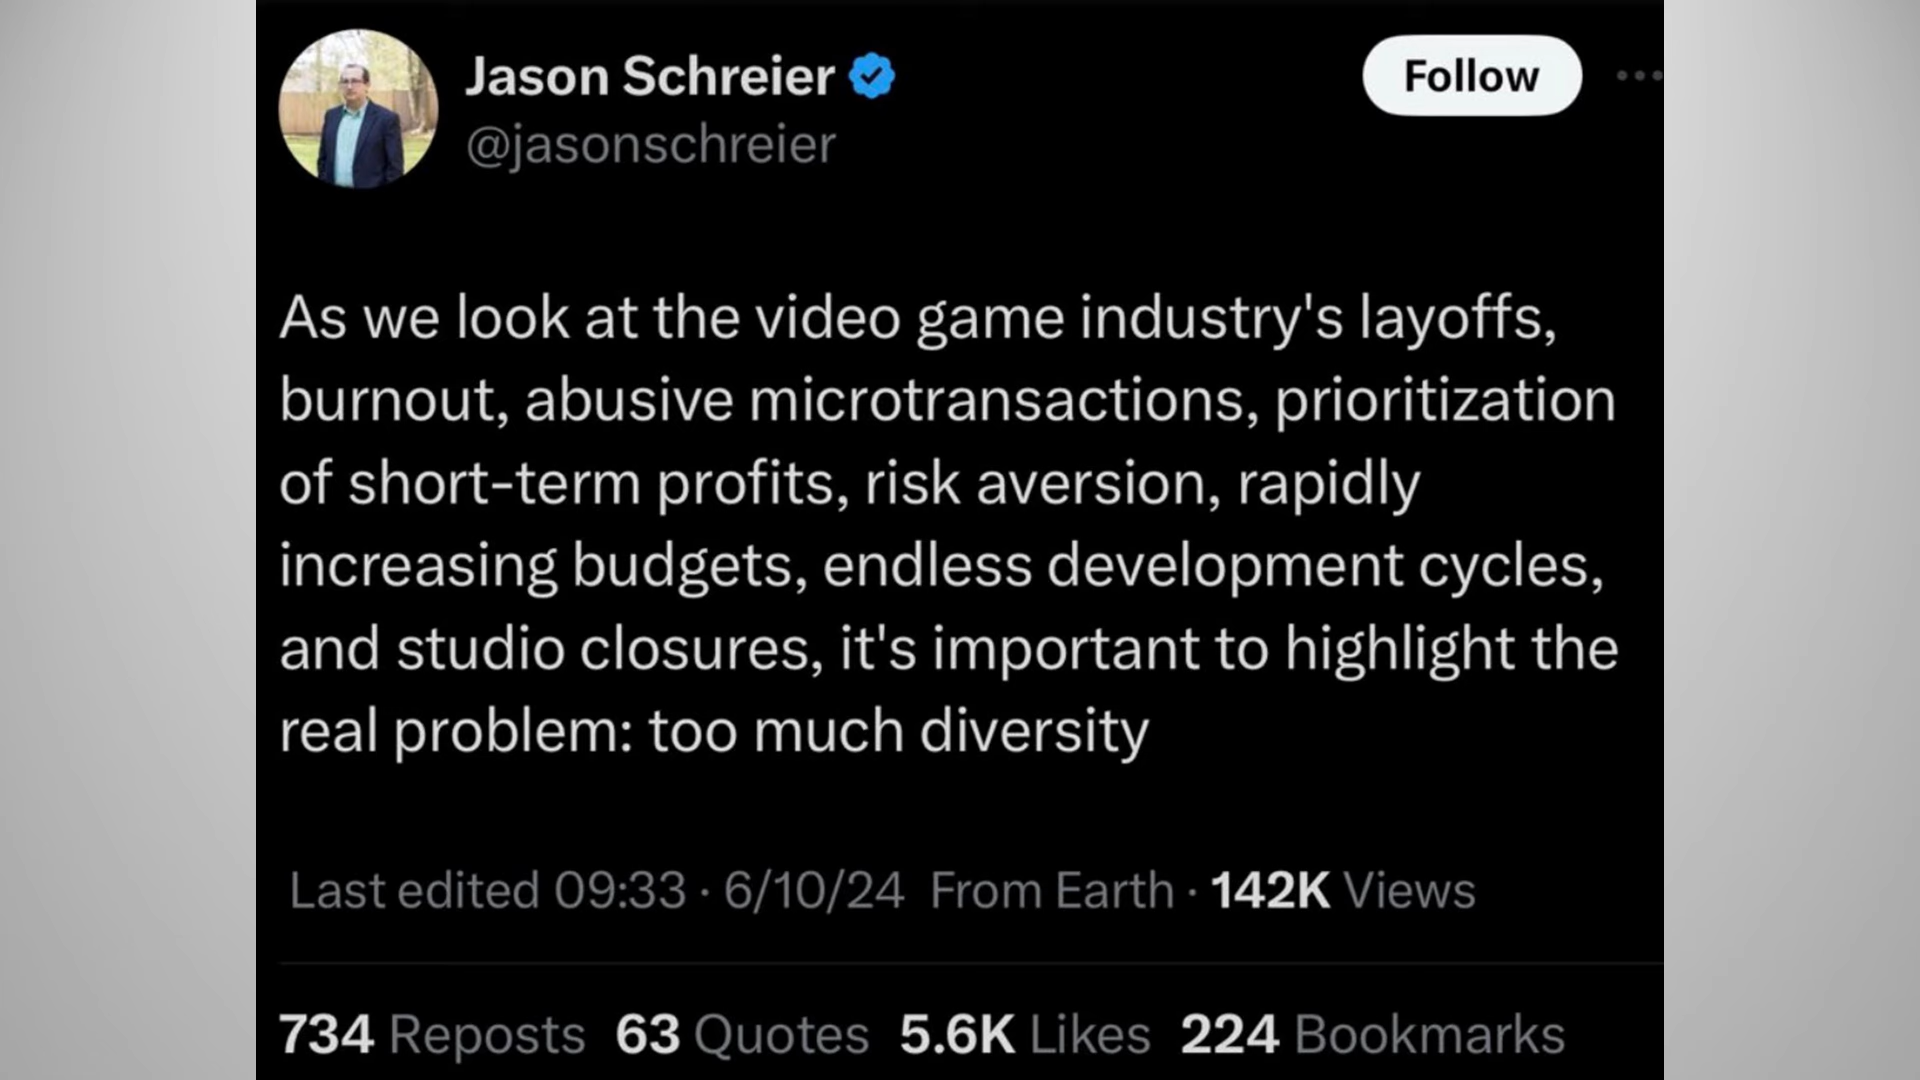 Jason Schreier
Follow
@jasonschreier
As we look at the video game industry's layoffs,
burnout, abusive microtransactions, prioritization
of short-term profits, risk aversion, rapidly
increasing budgets, endless development cycles,
and studio closures, it's important to highlight the
real problem: too much diversity
Last edited 09:33 · 6/10/24 From Earth · 142K Views
734 Reposts 63 Quotes 5.6K Likes 224 Bookmarks